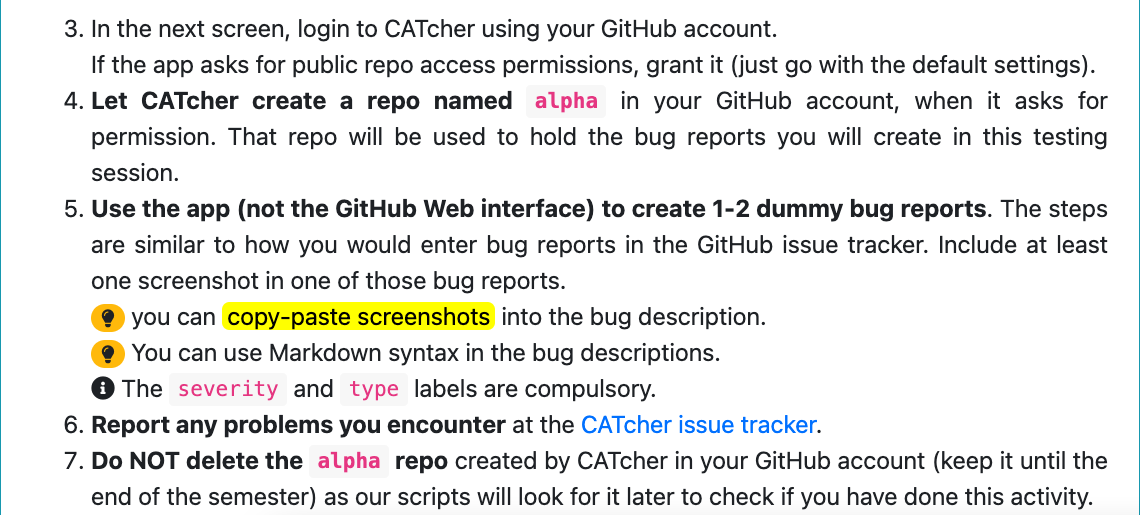 3. In the next screen, login to CATcher using your GitHub account.
If the app asks for public repo access permissions, grant it (just go with the default settings).
4. Let CATcher create a repo named alpha in your GitHub account, when it asks for
permission. That repo will be used to hold the bug reports you will create in this testing
session.
5. Use the app (not the GitHub Web interface) to create 1-2 dummy bug reports. The steps
are similar to how you would enter bug reports in the GitHub issue tracker. Include at least
one screenshot in one of those bug reports.
you can copy-paste screenshots into the bug description.
You can use Markdown syntax in the bug descriptions.
The severity and type labels are compulsory.
6. Report any problems you encounter at the CATcher issue tracker.
7. Do NOT delete the alpha repo created by CATcher in your GitHub account (keep it until the
end of the semester) as our scripts will look for it later to check if you have done this activity.